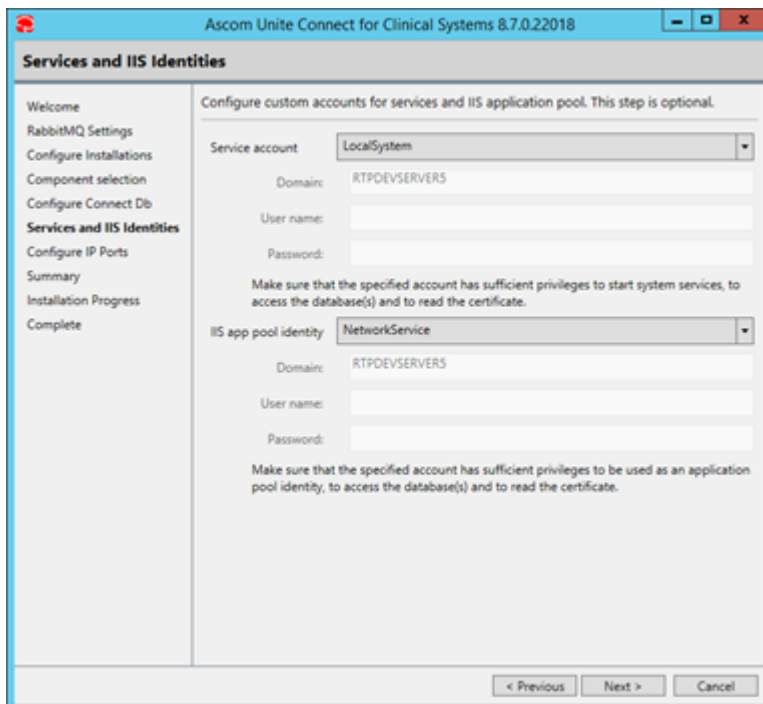 Ascom Unite Connect for Clinical Systems 8.7.0.22018
Services and IIS Identities
Welcome
RabbitMQ Settings
Configure Installations
Component selection
Configure Connect Db
Services and IIS Identities
Configure IP Ports
Summary
Installation Progress
Complete
Configure custom accounts for services and IIS application pool. This step is optional.
Service account LocalSystem
Domain: RTPDEVSERVER5
User name:
Password:
Make sure that the specified account has sufficient privileges to start system services, to
access the database(s) and to read the certificate.
IIS app pool identity NetworkService
Domain: RTPDEVSERVER5
User name:
Password:
Make sure that the specified account has sufficient privileges to be used as an application
pool identity, to access the database(s) and to read the certificate.
< Previous Next > Cancel